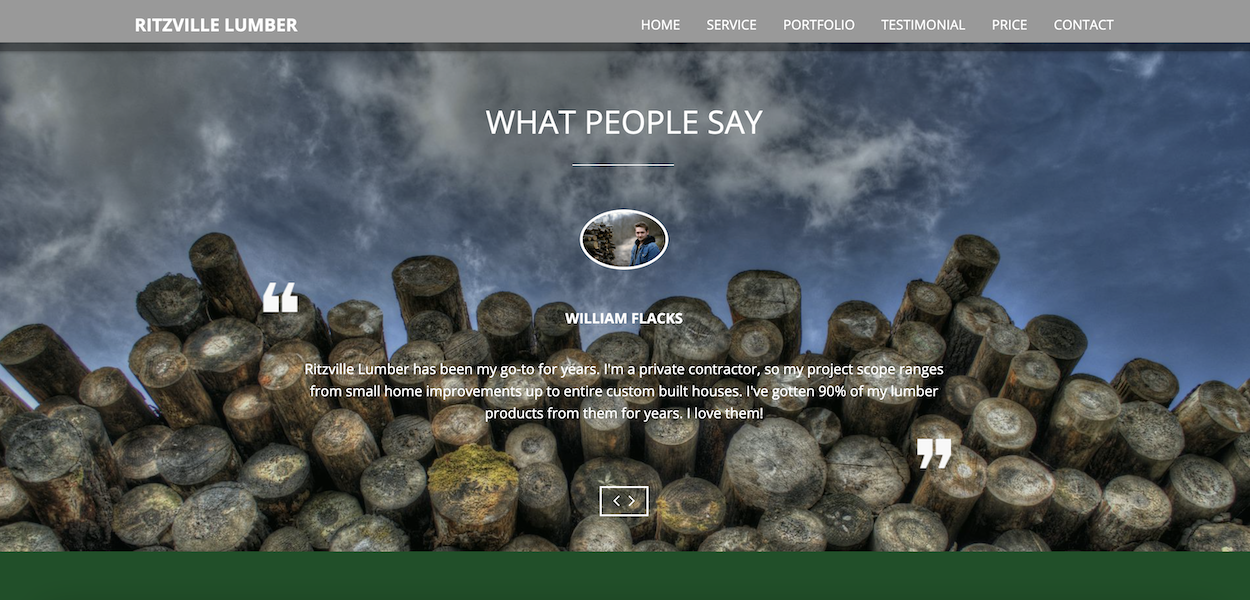 RITZVILLE LUMBER
HOME SERVICE PORTFOLIO TESTIMONIAL PRICE CONTACT
WHAT PEOPLE SAY
❝
WILLIAM FLACKS
Ritzville Lumber has been my go-to for years. I'm a private contractor, so my project scope ranges
from small home improvements up to entire custom built houses. I've gotten 90% of my lumber
products from them for years. I love them!
❞
< >